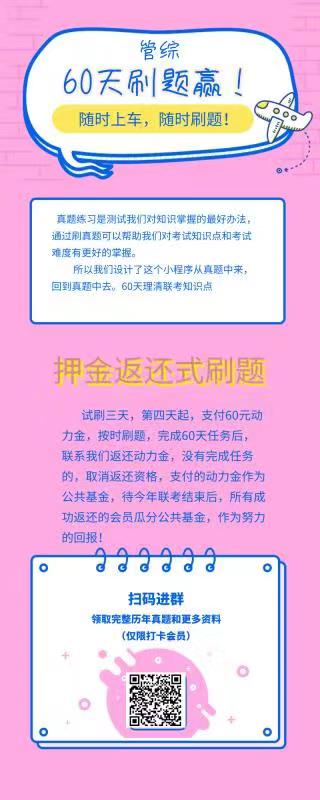 管综
60天刷题赢！
随时上车，随时刷题！
真题练习是测试我们对知识掌握的最好办法，
通过刷真题可以帮助我们对考试知识点和考试
难度有更好的掌握。
所以我们设计了这个小程序从真题中来，
回到真题中去。60天理清联考知识点
押金返还式刷题
试刷三天，第四天起，支付60元动
力金，按时刷题，完成60天任务后，
联系我们返还动力金，没有完成任务
的，取消返还资格，支付的动力金作为
公共基金，待今年联考结束后，所有成
功返还的会员瓜分公共基金，作为努力
的回报！
扫码进群
领取完整历年真题和更多资料
（仅限打卡会员）